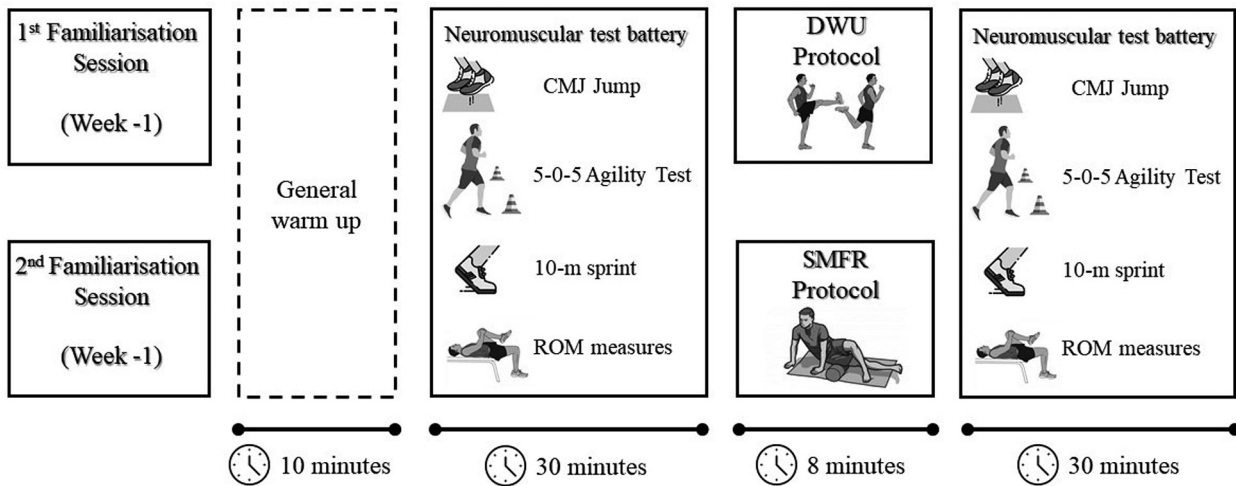 1st Familiarisation
Session
(Week -1)
2nd Familiarisation
Session
(Week -1)
General
warm up
10 minutes
Neuromuscular test battery
CMJ Jump
5-0-5 Agility Test
10-m sprint
ROM measures
30 minutes
DWU
Protocol
SMFR
Protocol
8 minutes
Neuromuscular test battery
CMJ Jump
5-0-5 Agility Test
10-m sprint
ROM measures
30 minutes